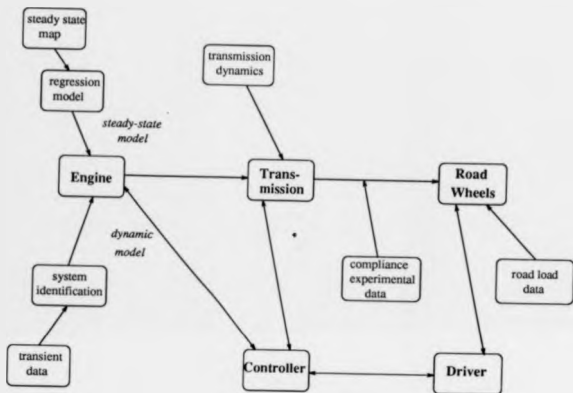 steady state
map
regression
model
steady-state
model
transmission
dynamics
Engine
Trans-
mission
Road
Wheels
dynamic
model
system
identification
compliance
experimental
data
road load
data
transient
data
Controller
Driver